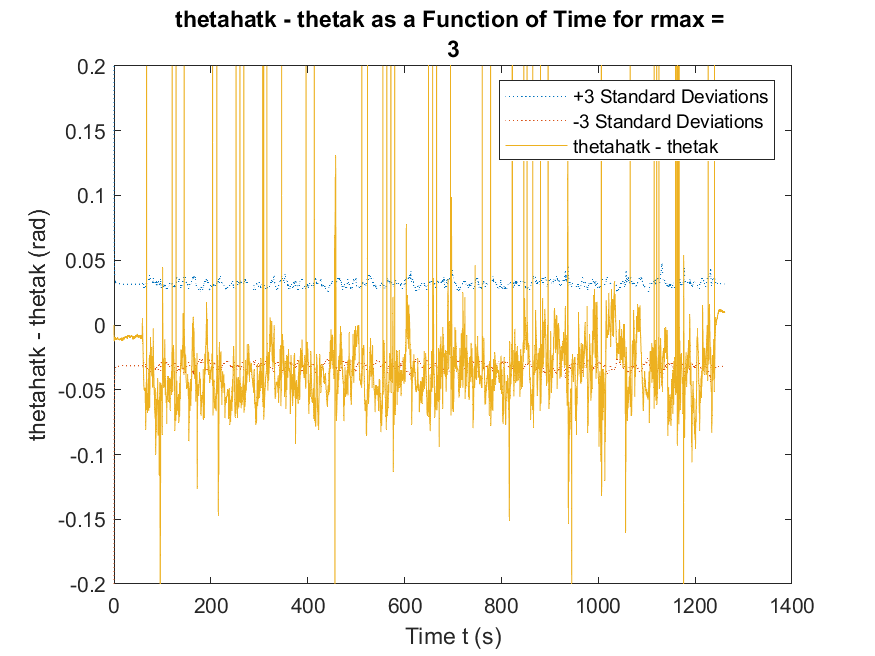 thetahatk - thetak as a Function of Time for rmax =
3
0.2
0.15
0.1
0.05
0
-0.05
-0.1
-0.15
-0.2
thetahatk - thetak (rad)
+3 Standard Deviations
-3 Standard Deviations
thetahatk - thetak
0 200 400 600 800 1000 1200 1400
Time t (s)